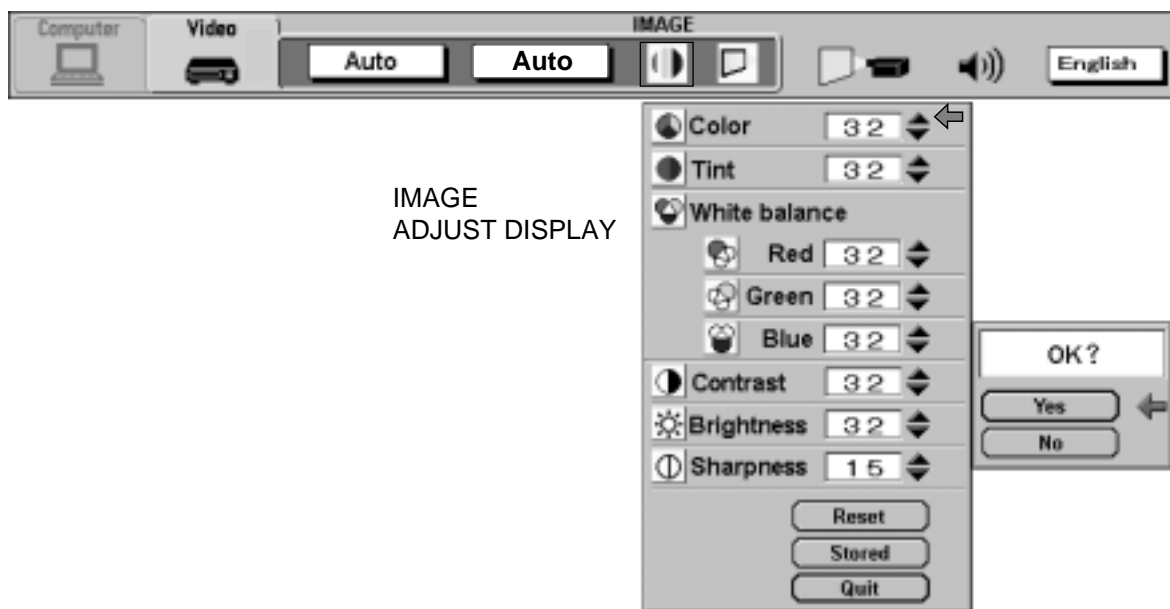 Computer Video IMAGE
Auto Auto English
Color 32
Tint 32
IMAGE
ADJUST DISPLAY
White balance
Red 32
Green 32
Blue 32
Contrast 32
Brightness 32
Sharpness 15
OK?
Yes
No
Reset
Stored
Quit